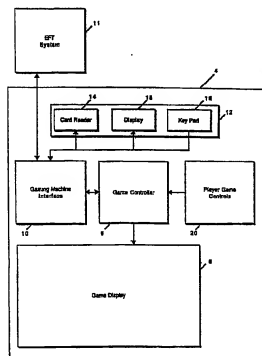 11
EFT
System
4
14
18
16
Card Reader
Display
Key Pad
12
Gaming Machine
Interface
Game Controller
Player Game
Controls
10
9
20
8
Game Display